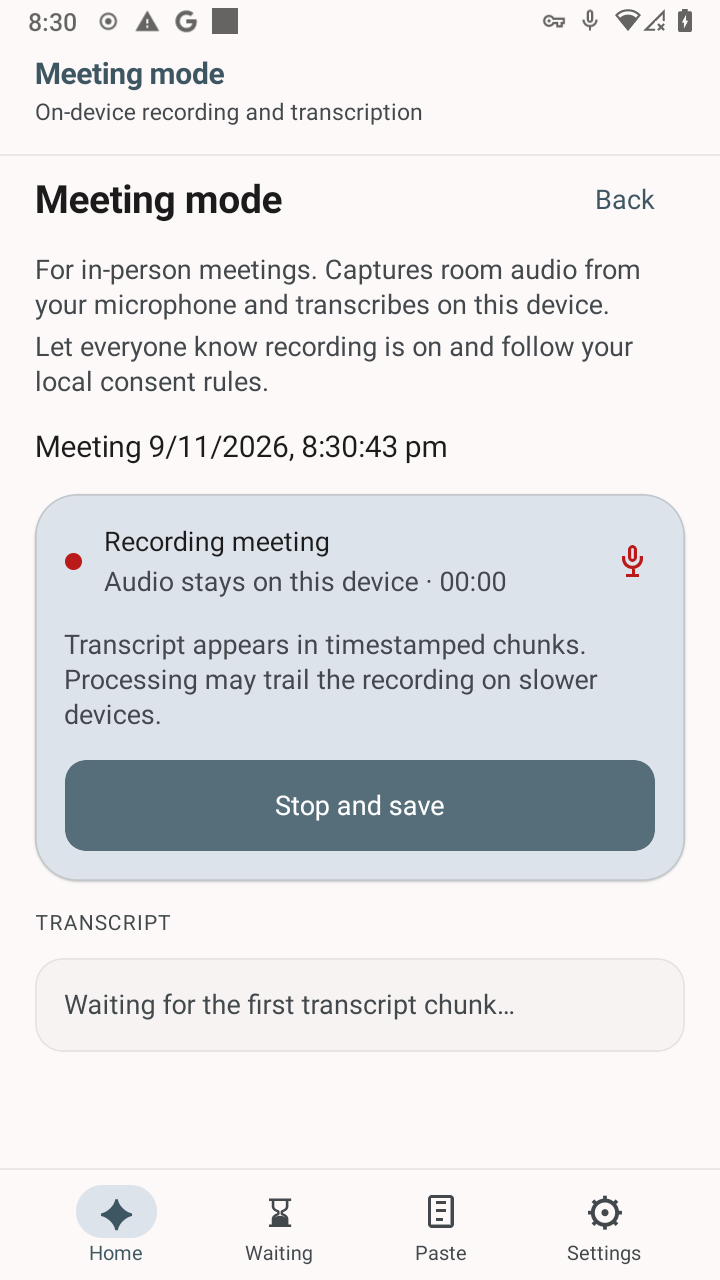 8:30
Meeting mode
On-device recording and transcription
Meeting mode
Back
For in-person meetings. Captures room audio from
your microphone and transcribes on this device.
Let everyone know recording is on and follow your
local consent rules.
Meeting 9/11/2026, 8:30:43 pm
Recording meeting
Audio stays on this device · 00:00
Transcript appears in timestamped chunks.
Processing may trail the recording on slower
devices.
Stop and save
TRANSCRIPT
Waiting for the first transcript chunk…
Home
Waiting
Paste
Settings